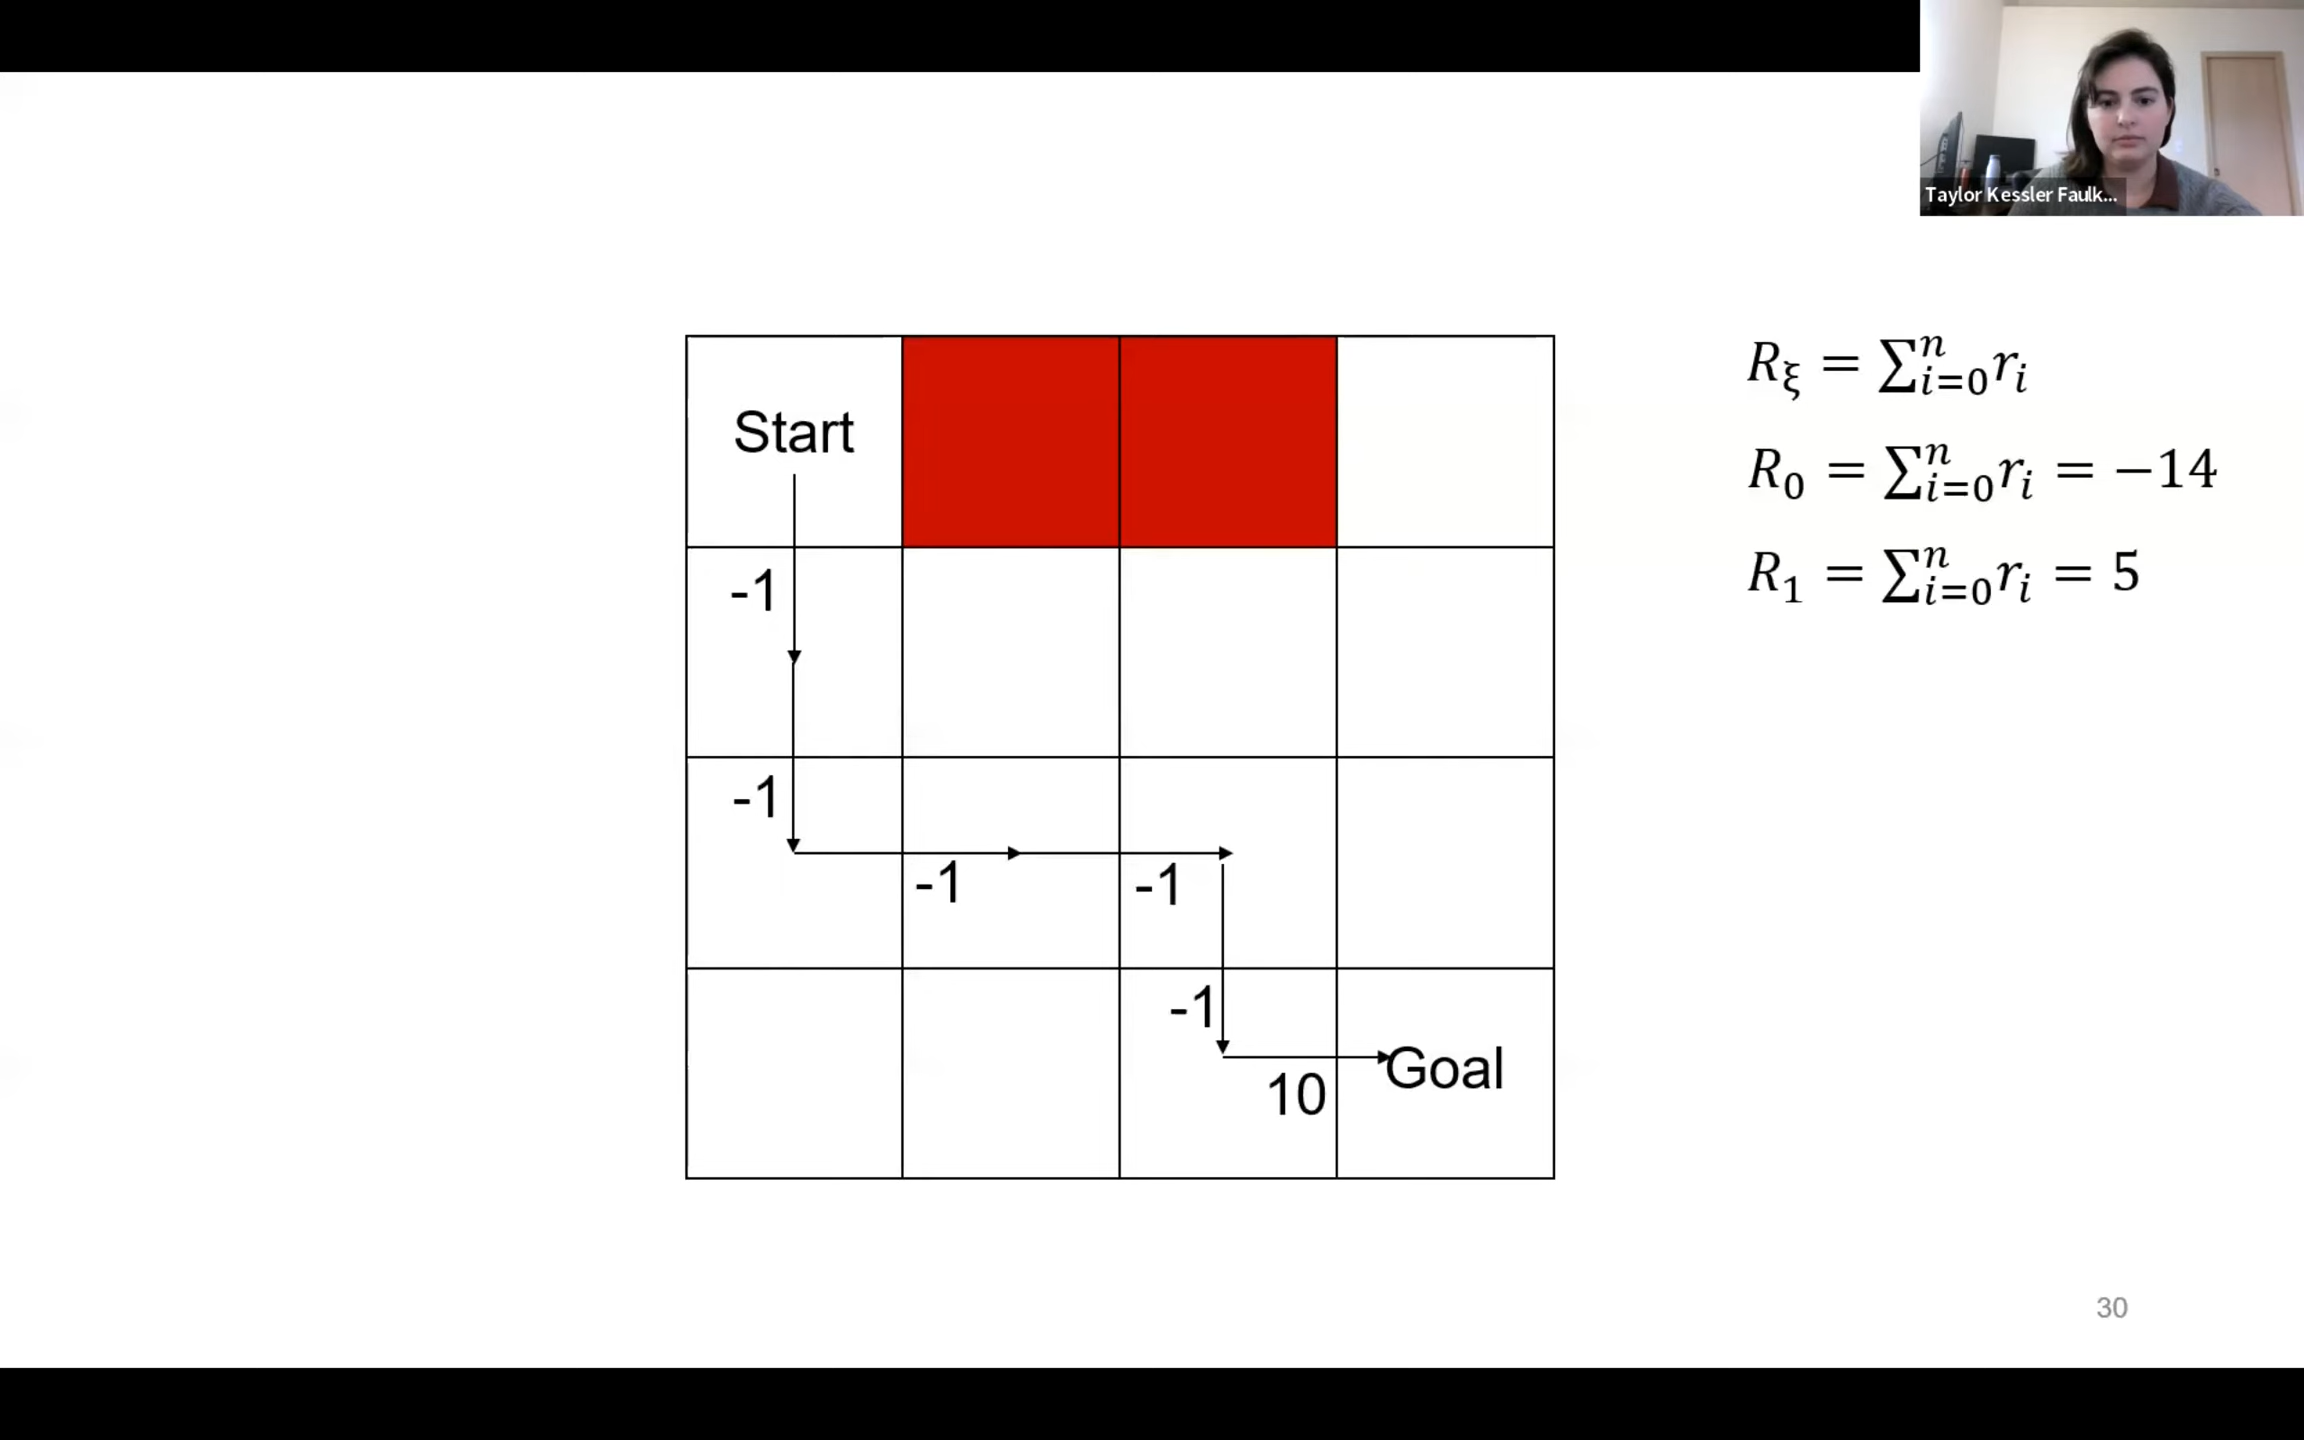 Taylor Kessler Faulk...
Start
-1
-1
-1
-1
-1
10
Goal
R_ξ = ∑_{i=0}^{n} r_i
R_0 = ∑_{i=0}^{n} r_i = −14
R_1 = ∑_{i=0}^{n} r_i = 5
30